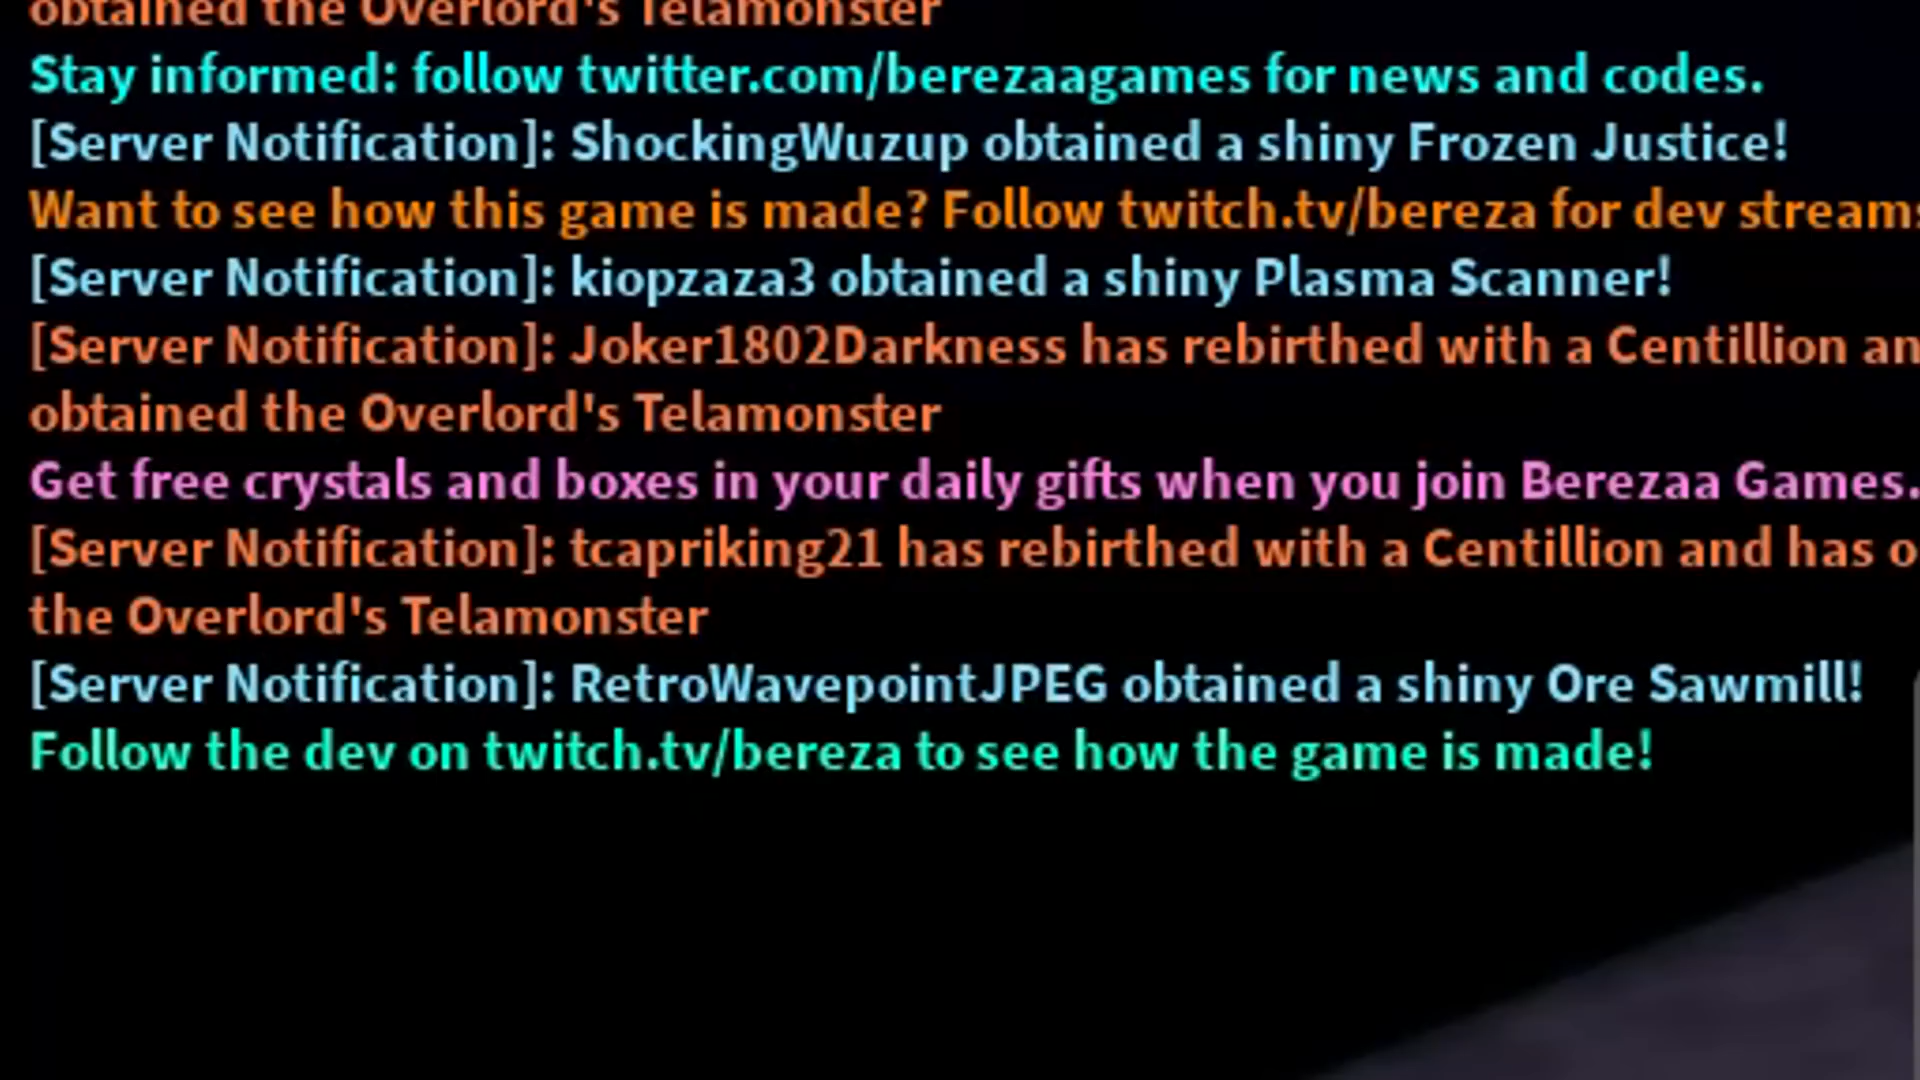 obtained the Overlord's Telamonster
Stay informed: follow twitter.com/berezaagames for news and codes.
[Server Notification]: ShockingWuzup obtained a shiny Frozen Justice!
Want to see how this game is made? Follow twitch.tv/bereza for dev streams
[Server Notification]: kiopzaza3 obtained a shiny Plasma Scanner!
[Server Notification]: Joker1802Darkness has rebirthed with a Centillion an
obtained the Overlord's Telamonster
Get free crystals and boxes in your daily gifts when you join Berezaa Games.
[Server Notification]: tcapriking21 has rebirthed with a Centillion and has o
the Overlord's Telamonster
[Server Notification]: RetroWavepointJPEG obtained a shiny Ore Sawmill!
Follow the dev on twitch.tv/bereza to see how the game is made!